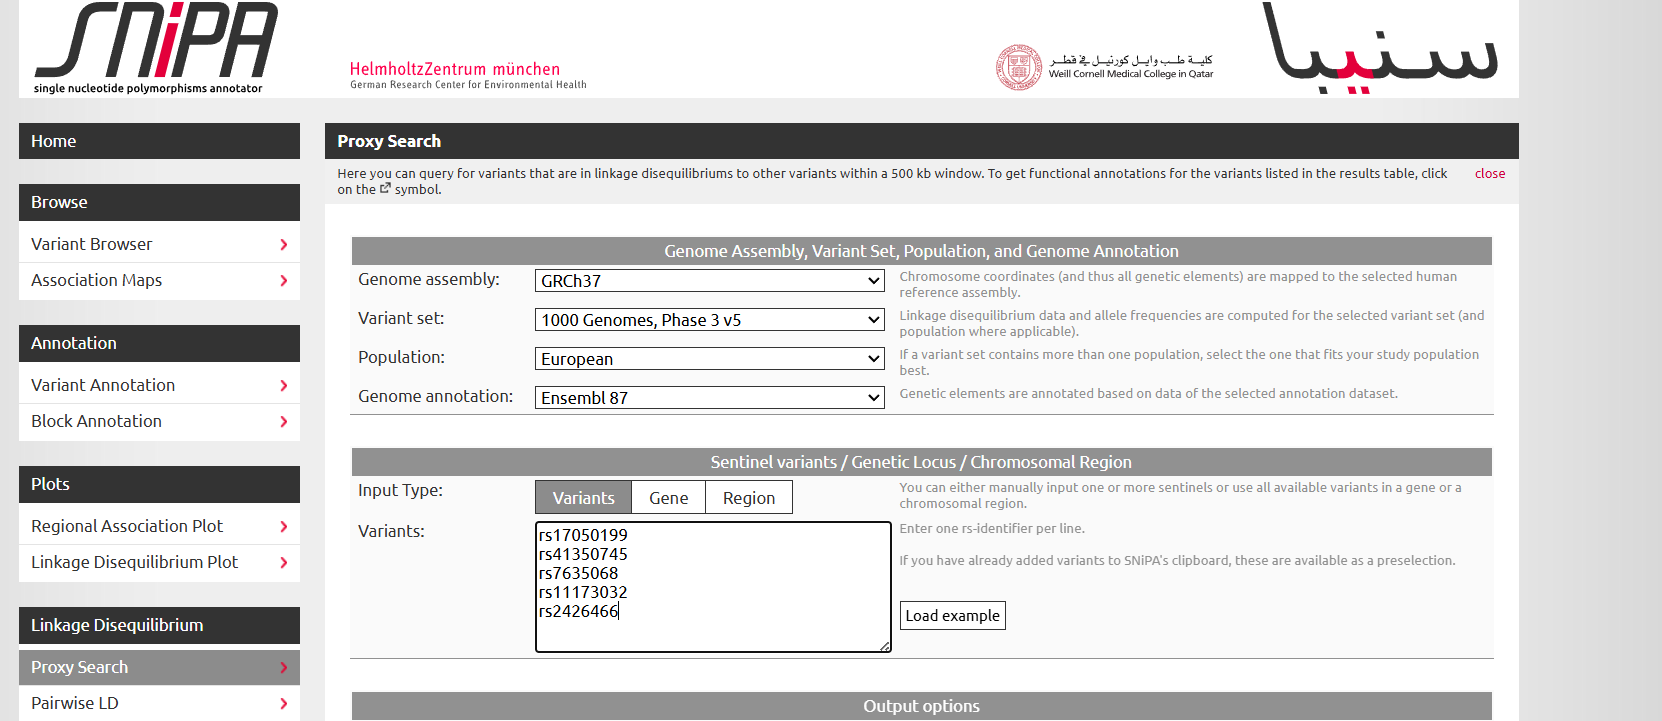 SNiPA
single nucleotide polymorphisms annotator
HelmholtzZentrum münchen
German Research Center for Environmental Health
كلية طب وايل كورنيل في قطر
Weill Cornell Medical College in Qatar
سنيبا
Home
Browse
Variant Browser
Association Maps
Annotation
Variant Annotation
Block Annotation
Plots
Regional Association Plot
Linkage Disequilibrium Plot
Linkage Disequilibrium
Proxy Search
Pairwise LD
Proxy Search
Here you can query for variants that are in linkage disequilibriums to other variants within a 500 kb window. To get functional annotations for the variants listed in the results table, click
on the symbol.
close
Genome Assembly, Variant Set, Population, and Genome Annotation
Genome assembly:
GRCh37
Chromosome coordinates (and thus all genetic elements) are mapped to the selected human
reference assembly.
Variant set:
1000 Genomes, Phase 3 v5
Linkage disequilibrium data and allele frequencies are computed for the selected variant set (and
population where applicable).
Population:
European
If a variant set contains more than one population, select the one that fits your study population
best.
Genome annotation:
Ensembl 87
Genetic elements are annotated based on data of the selected annotation dataset.
Sentinel variants / Genetic Locus / Chromosomal Region
Input Type:
Variants Gene Region
You can either manually input one or more sentinels or use all available variants in a gene or a
chromosomal region.
Variants:
rs17050199
rs41350745
rs7635068
rs11173032
rs2426466
Enter one rs-identifier per line.
If you have already added variants to SNiPA's clipboard, these are available as a preselection.
Load example
Output options